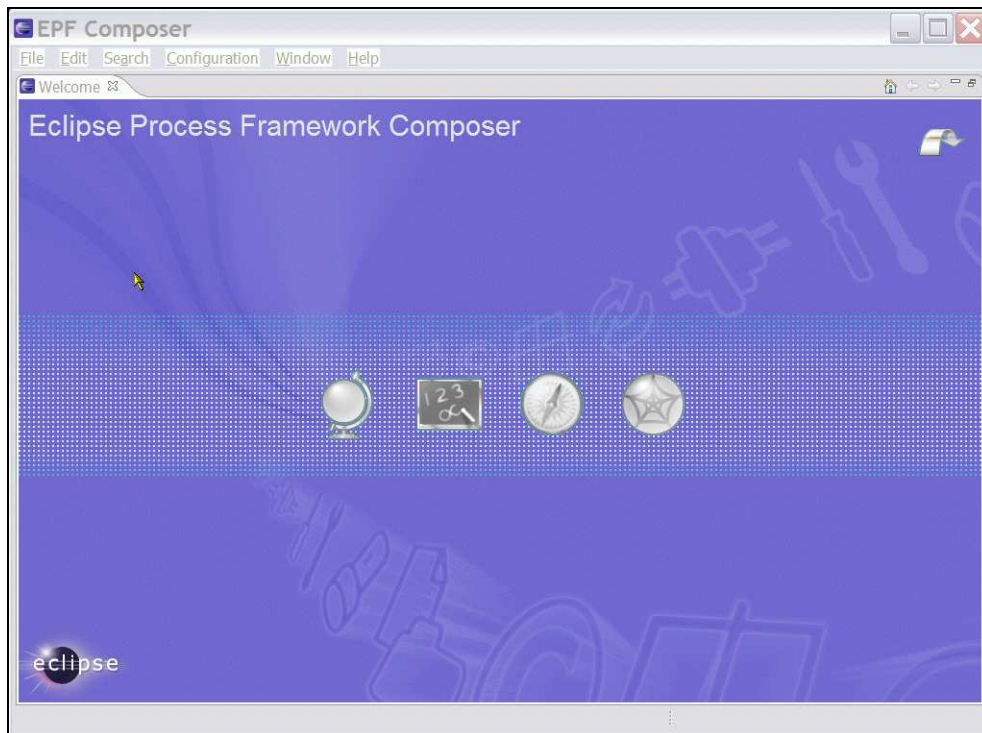 EPF Composer
File Edit Search Configuration Window Help
Welcome
Eclipse Process Framework Composer
123
eclipse